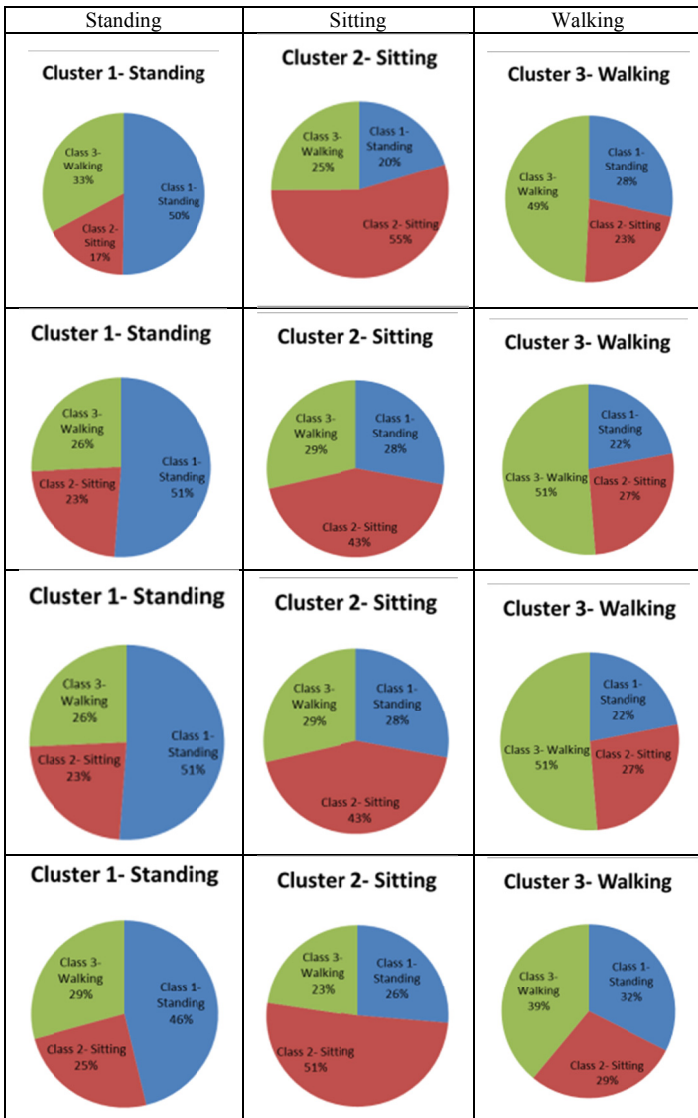 Standing
Sitting
Walking
Cluster 1- Standing
Class 3-
Walking
33%
Class 1-
Standing
50%
Class 2-
Sitting
17%
Cluster 2- Sitting
Class 3-
Walking
25%
Class 1-
Standing
20%
Class 2- Sitting
55%
Cluster 3- Walking
Class 3-
Walking
49%
Class 1-
Standing
28%
Class 2- Sitting
23%
Cluster 1- Standing
Class 3-
Walking
26%
Class 1-
Standing
51%
Class 2- Sitting
23%
Cluster 2- Sitting
Class 3-
Walking
29%
Class 1-
Standing
28%
Class 2- Sitting
43%
Cluster 3- Walking
Class 1-
Standing
22%
Class 3- Walking
51%
Class 2- Sitting
27%
Cluster 1- Standing
Class 3-
Walking
26%
Class 1-
Standing
51%
Class 2- Sitting
23%
Cluster 2- Sitting
Class 3-
Walking
29%
Class 1-
Standing
28%
Class 2- Sitting
43%
Cluster 3- Walking
Class 1-
Standing
22%
Class 3- Walking
51%
Class 2- Sitting
27%
Cluster 1- Standing
Class 3-
Walking
29%
Class 1-
Standing
46%
Class 2- Sitting
25%
Cluster 2- Sitting
Class 3-
Walking
23%
Class 1-
Standing
26%
Class 2- Sitting
51%
Cluster 3- Walking
Class 3-
Walking
39%
Class 1-
Standing
32%
Class 2- Sitting
29%